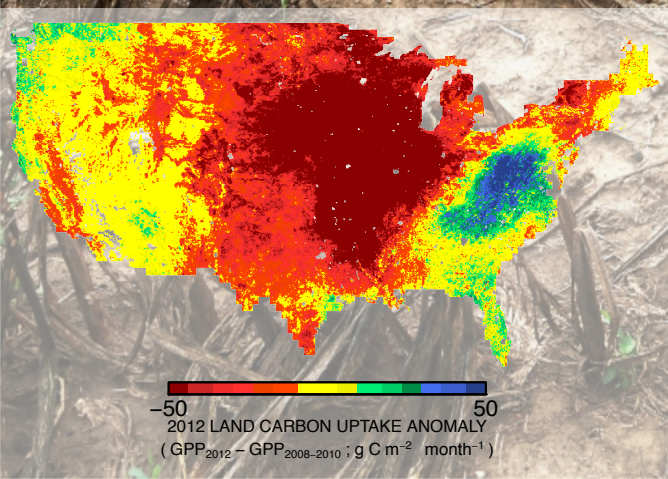 −50 50
2012 LAND CARBON UPTAKE ANOMALY
( GPP₂₀₁₂ − GPP₂₀₀₈₋₂₀₁₀ ; g C m⁻² month⁻¹ )